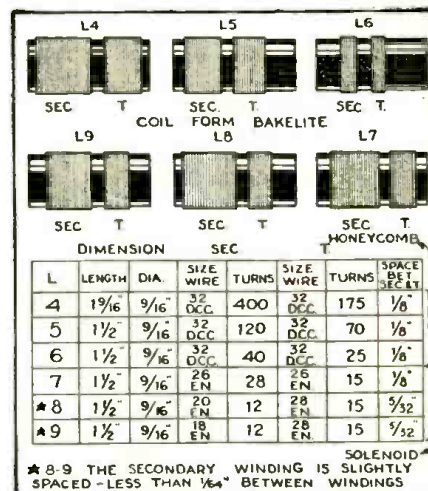 L4 L5 L6
SEC T. SEC. T. SEC T.
COIL FORM BAKELITE
L9 L8 L7
SEC T. SEC T. SEC T.
HONEYCOMB
DIMENSION SEC T.
L LENGTH DIA. SIZE WIRE TURNS SIZE WIRE TURNS SPACE BET SEC & T
4 1 9/16" 9/16" 32 DCC. 400 32 DCC. 175 1/8"
5 1 1/2" 9/16" 32 DCC. 120 32 DCC. 70 1/8"
6 1 1/2" 9/16" 32 DCC. 40 32 DCC. 25 1/8"
7 1 1/2" 9/16" 26 EN 28 26 EN 15 1/8"
★8 1 1/2" 9/16" 20 EN 12 28 EN. 15 5/32"
★9 1 1/2" 9/16" 18 EN 12 28 EN. 15 5/32"
SOLENOID
★ 8-9 THE SECONDARY WINDING IS SLIGHTLY
SPACED - LESS THAN 1/64" BETWEEN WINDINGS